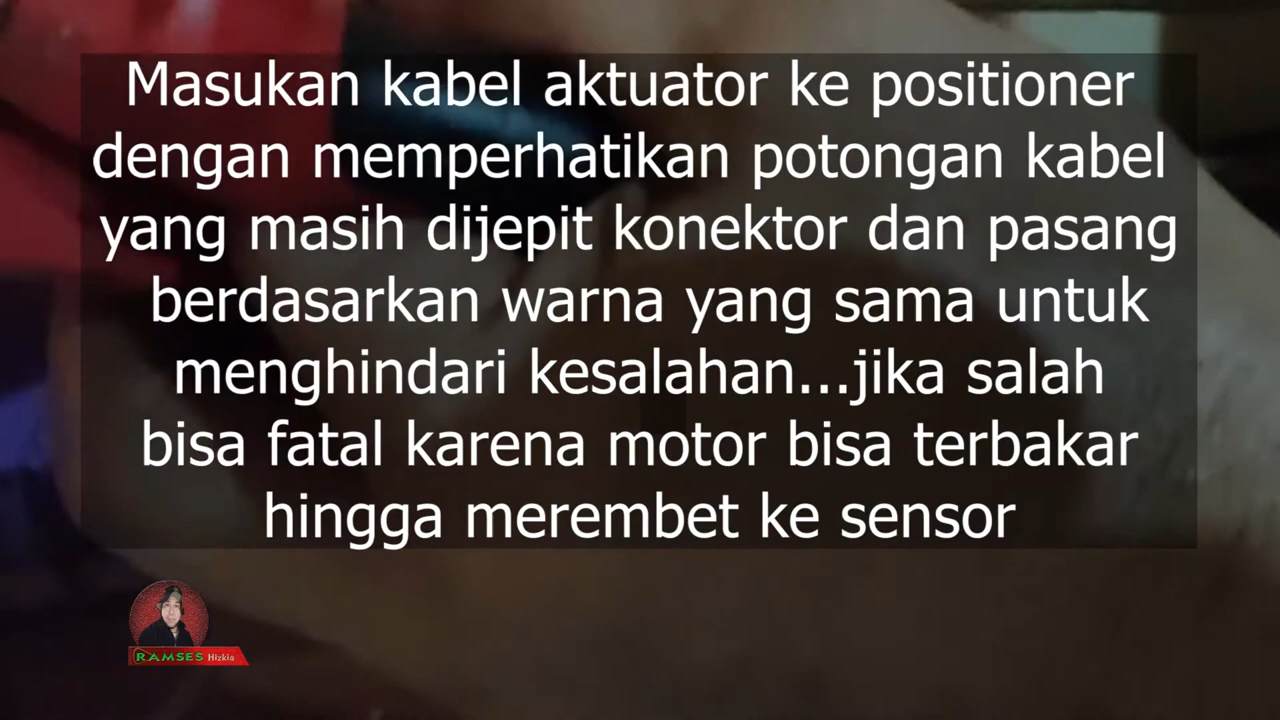 Masukan kabel aktuator ke positioner
dengan memperhatikan potongan kabel
yang masih dijepit konektor dan pasang
berdasarkan warna yang sama untuk
menghindari kesalahan...jika salah
bisa fatal karena motor bisa terbakar
hingga merembet ke sensor
RAMSES Hizkia